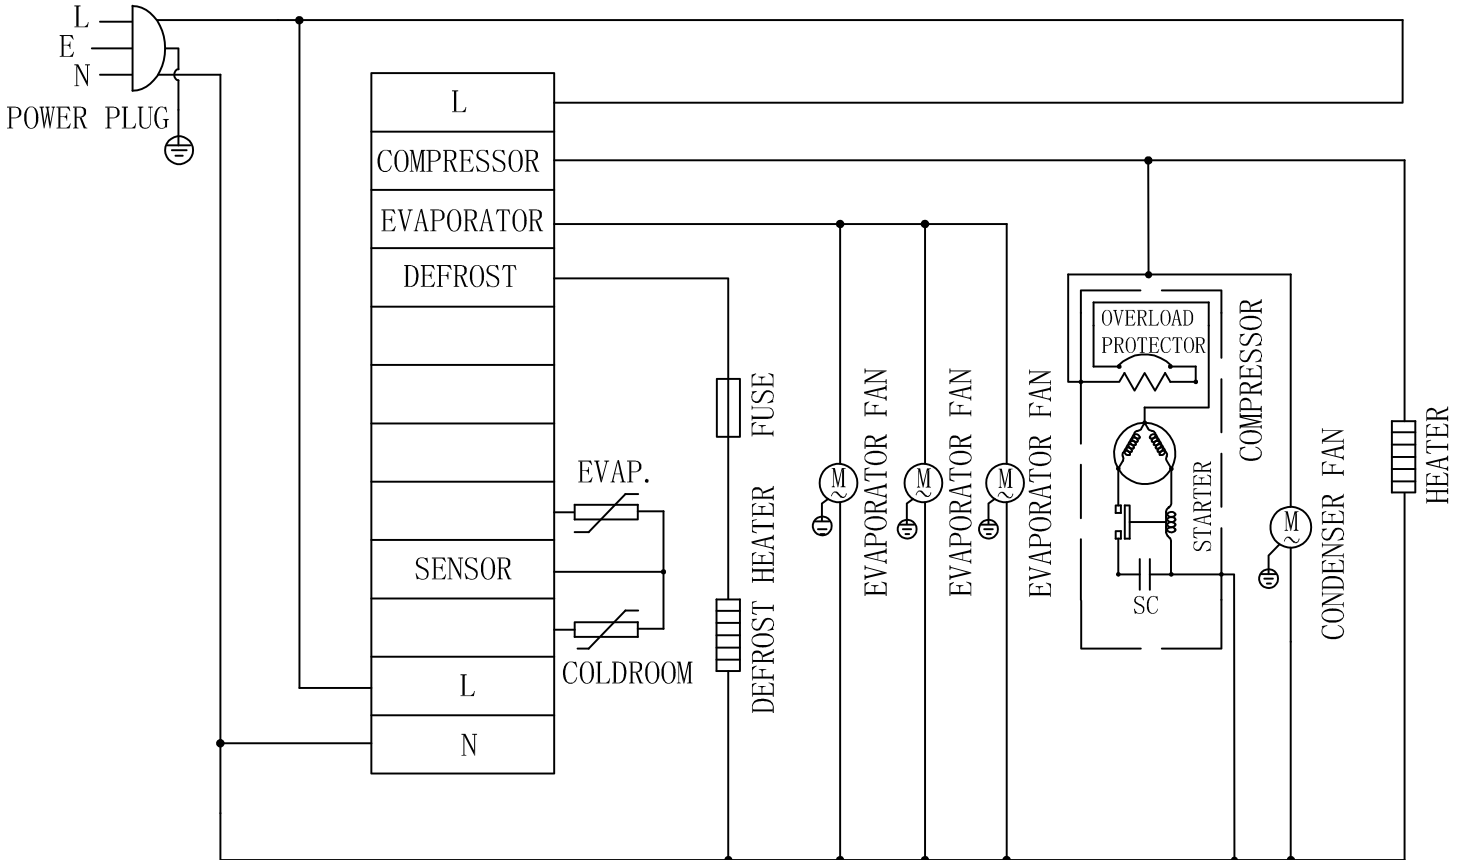 L
E
N
POWER PLUG
L
COMPRESSOR
EVAPORATOR
DEFROST
SENSOR
L
N
EVAP.
COLDROOM
FUSE
DEFROST HEATER
M
~
EVAPORATOR FAN
M
~
EVAPORATOR FAN
M
~
EVAPORATOR FAN
OVERLOAD
PROTECTOR
COMPRESSOR
STARTER
SC
M
~
CONDENSER FAN
HEATER